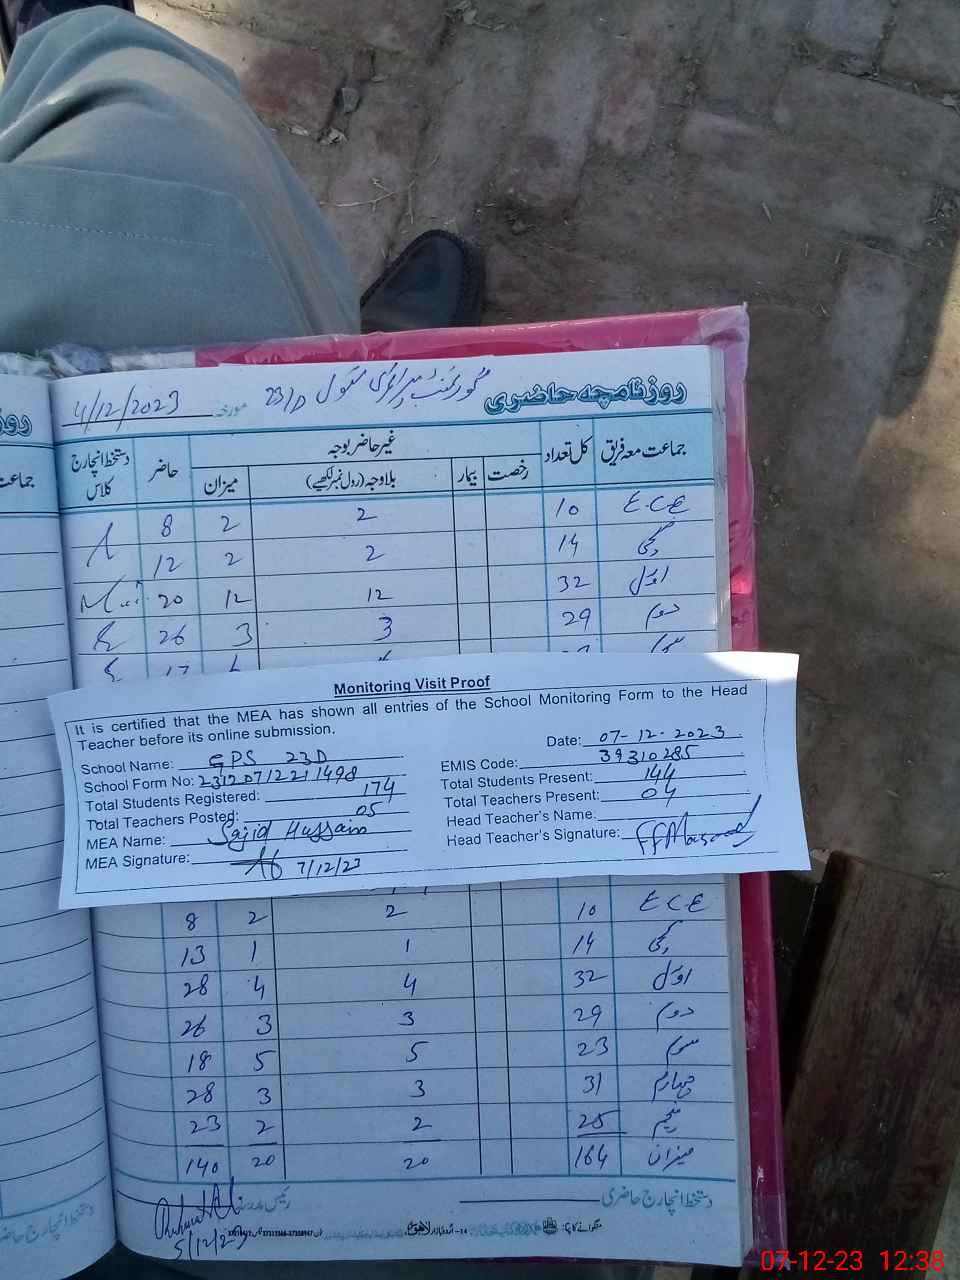 روزنامچہ حاضری گورنمنٹ پرائمری سکول 23/D مورخہ 4/12/2023
جماعت معہ فریق کل تعداد غیر حاضر بوجہ حاضر دستخط انچارج کلاس
رخصت بیمار بلاوجہ (رول نمبر لکھیے) میزان
E.C.E 10 2 2 8
کچی 14 2 2 12
اول 32 12 12 20
دوم 29 3 3 26
سوم 17
Monitoring Visit Proof
It is certified that the MEA has shown all entries of the School Monitoring Form to the Head
Teacher before its online submission.
School Name: GPS 23D Date: 07-12-2023
School Form No: 23120712211498 EMIS Code: 39310285
Total Students Registered: 174 Total Students Present: 144
Total Teachers Posted: 05 Total Teachers Present: 04
MEA Name: Sajid Hussain Head Teacher's Name:
MEA Signature: 7/12/23 Head Teacher's Signature:
E C E 10 2 2 8
کچی 14 1 1 13
اول 32 4 4 28
دوم 29 3 3 26
سوم 23 5 5 18
چہارم 31 3 3 28
پنجم 25 2 2 23
میزان 164 20 20 140
دستخط انچارج حاضری رئیس مدرسہ
5/12/23
07-12-23 12:38